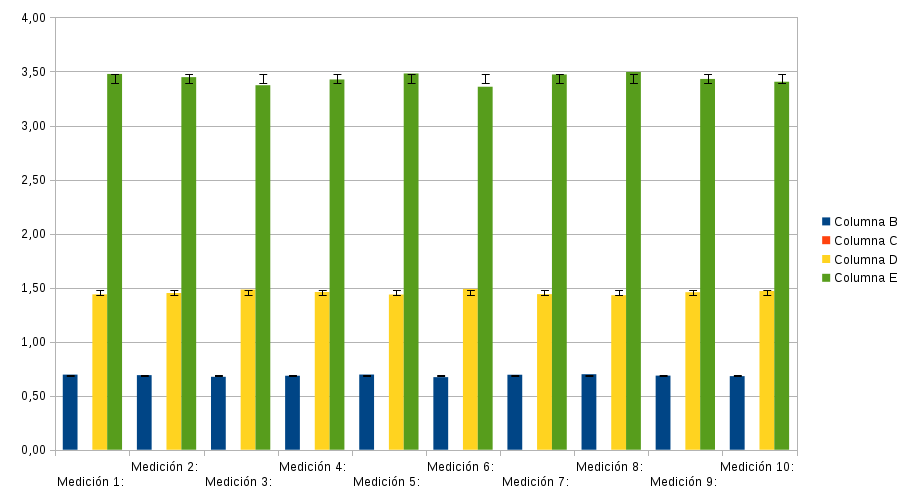 4,00
3,50
3,00
2,50
2,00
1,50
1,00
0,50
0,00
Columna B
Columna C
Columna D
Columna E
Medición 1:
Medición 2:
Medición 3:
Medición 4:
Medición 5:
Medición 6:
Medición 7:
Medición 8:
Medición 9:
Medición 10: